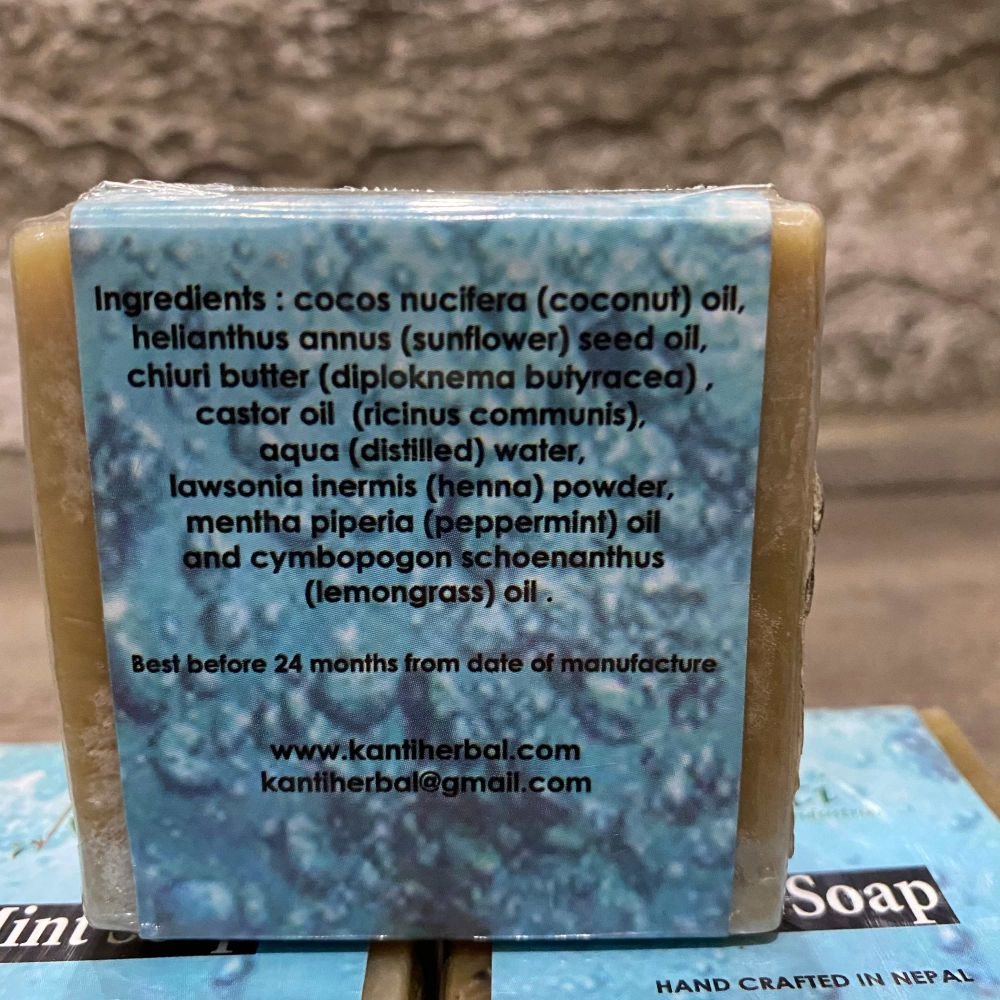 Ingredients : cocos nucifera (coconut) oil,
helianthus annus (sunflower) seed oil,
chiuri butter (diploknema butyracea) ,
castor oil (ricinus communis),
aqua (distilled) water,
lawsonia inermis (henna) powder,
mentha piperia (peppermint) oil
and cymbopogon schoenanthus
(lemongrass) oil .
Best before 24 months from date of manufacture
www.kantiherbal.com
kantiherbal@gmail.com
Soap
HAND CRAFTED IN NEPAL